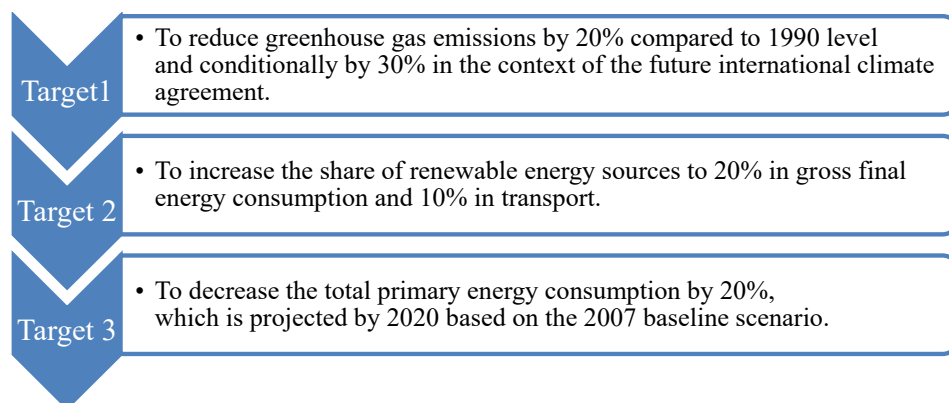 Target1
• To reduce greenhouse gas emissions by 20% compared to 1990 level
and conditionally by 30% in the context of the future international climate
agreement.
Target 2
• To increase the share of renewable energy sources to 20% in gross final
energy consumption and 10% in transport.
Target 3
• To decrease the total primary energy consumption by 20%,
which is projected by 2020 based on the 2007 baseline scenario.